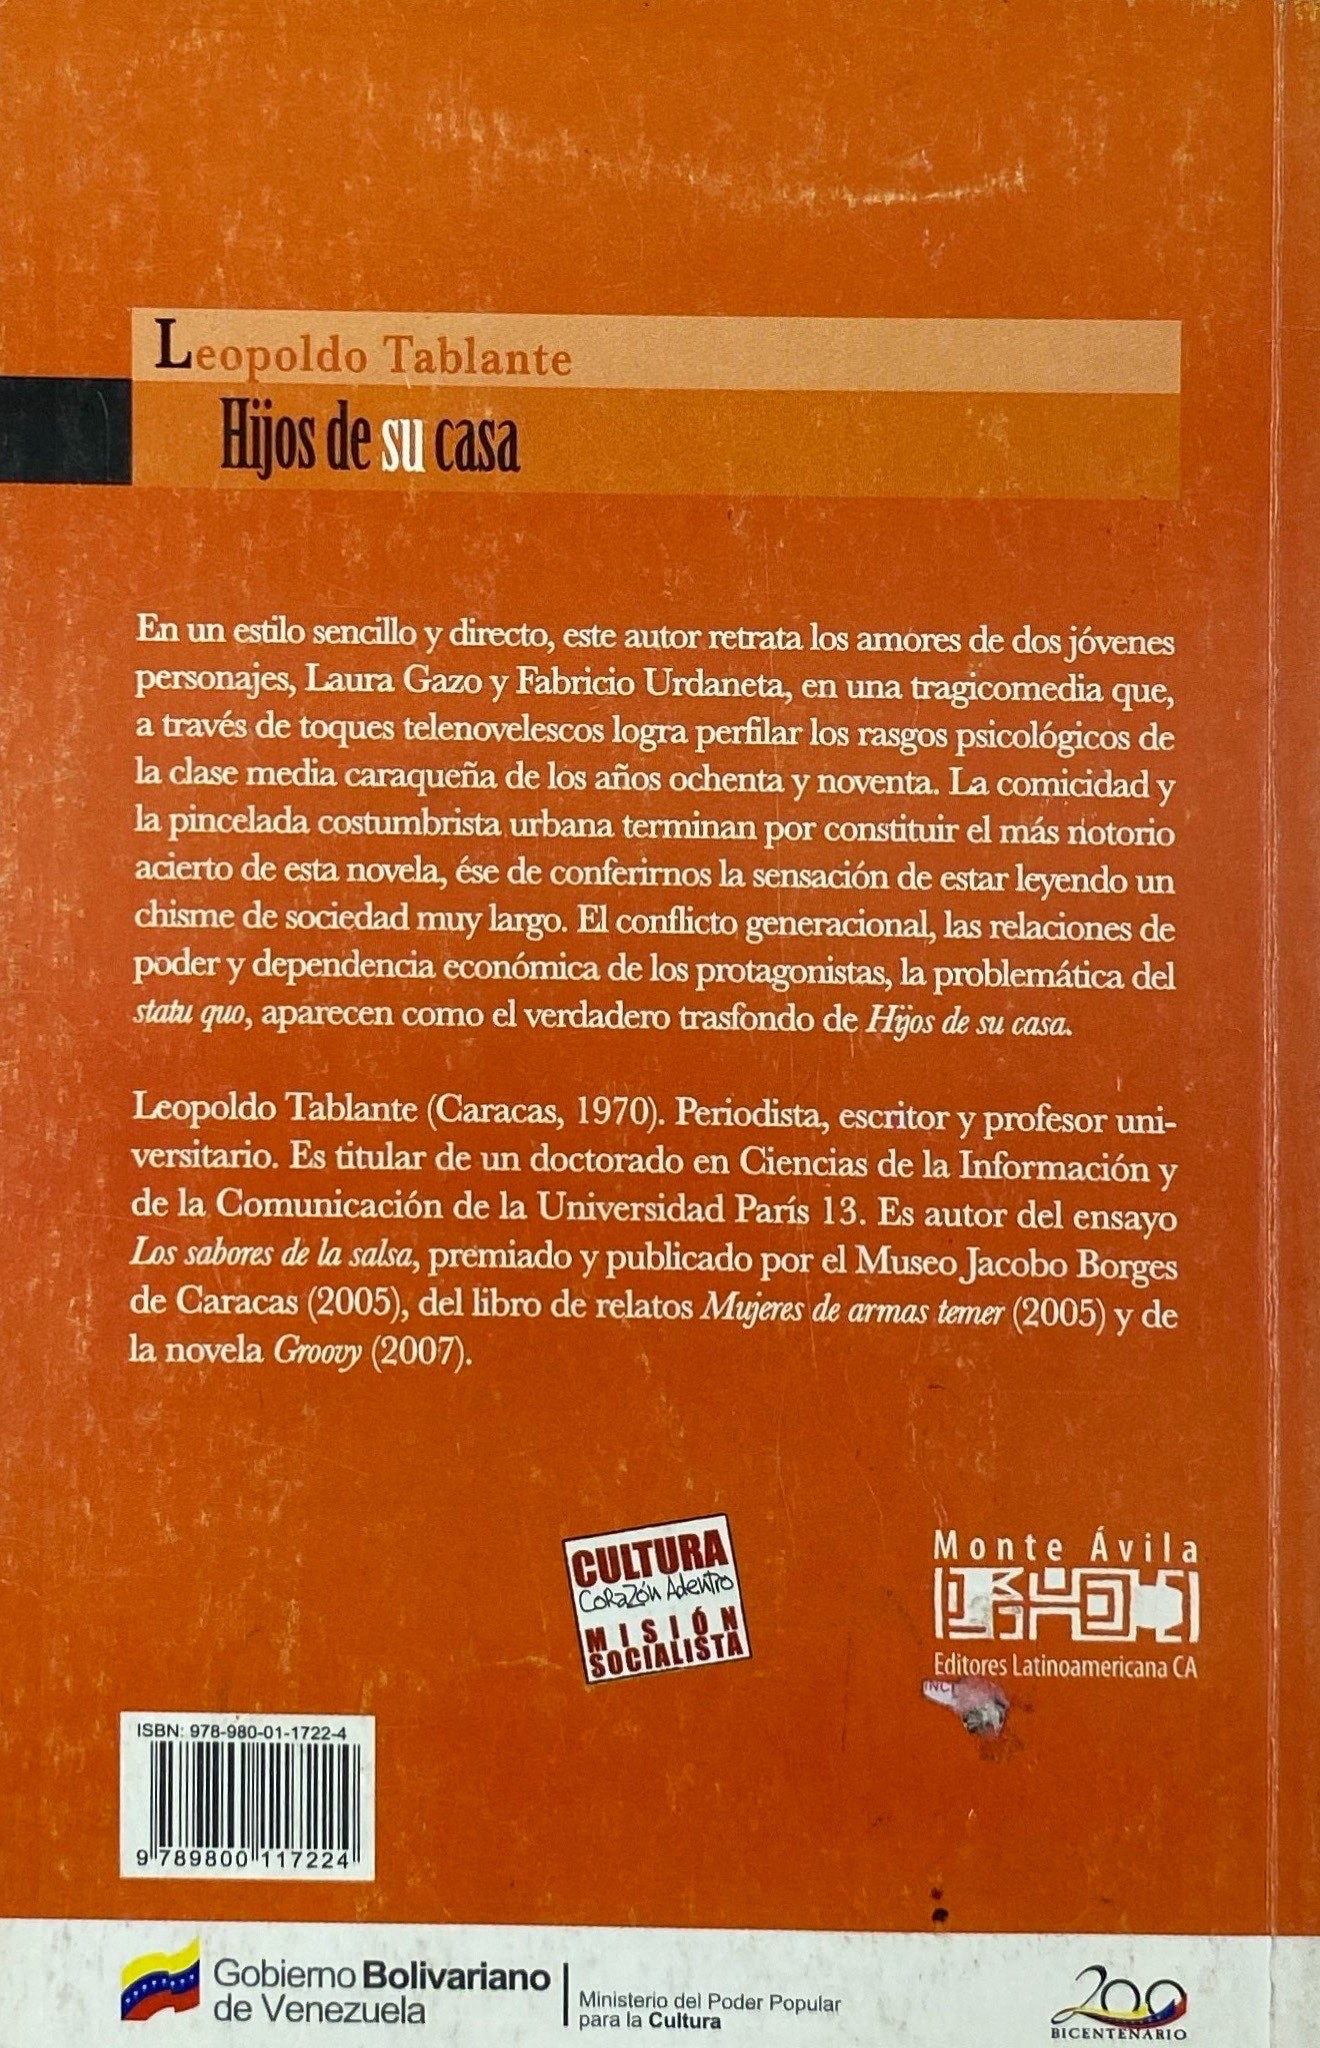 Leopoldo Tablante
Hijos de su casa
En un estilo sencillo y directo, este autor retrata los amores de dos jóvenes
personajes, Laura Gazo y Fabricio Urdaneta, en una tragicomedia que,
a través de toques telenovelescos logra perfilar los rasgos psicológicos de
la clase media caraqueña de los años ochenta y noventa. La comicidad y
la pincelada costumbrista urbana terminan por constituir el más notorio
acierto de esta novela, ése de conferirnos la sensación de estar leyendo un
chisme de sociedad muy largo. El conflicto generacional, las relaciones de
poder y dependencia económica de los protagonistas, la problemática del
statu quo, aparecen como el verdadero trasfondo de Hijos de su casa.
Leopoldo Tablante (Caracas, 1970). Periodista, escritor y profesor uni-
versitario. Es titular de un doctorado en Ciencias de la Información y
de la Comunicación de la Universidad París 13. Es autor del ensayo
Los sabores de la salsa, premiado y publicado por el Museo Jacobo Borges
de Caracas (2005), del libro de relatos Mujeres de armas temer (2005) y de
la novela Groovy (2007).
CULTURA
Corazón Adentro
MISIÓN
SOCIALISTA
Monte Ávila
Editores Latinoamericana CA
ISBN: 978-980-01-1722-4
9 789800 117224
Gobierno Bolivariano
de Venezuela
Ministerio del Poder Popular
para la Cultura
200
BICENTENARIO